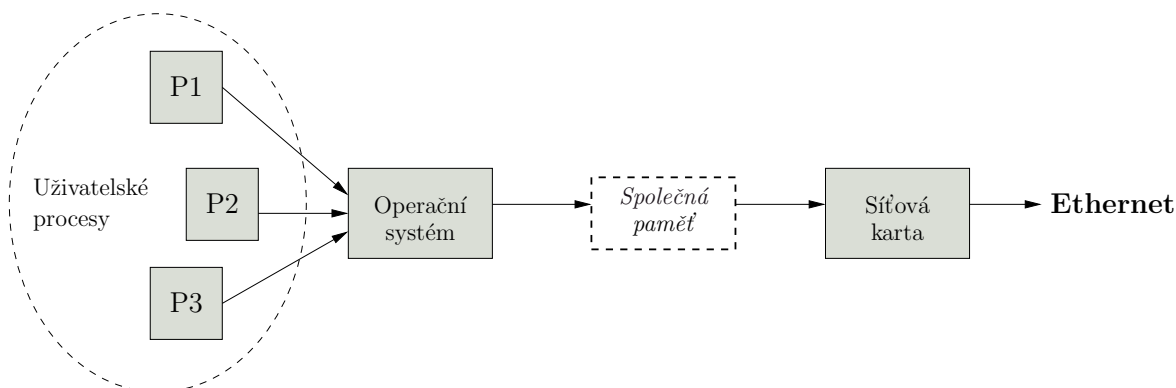 P1
Uživatelské
procesy
P2
P3
Operační
systém
Společná
paměť
Síťová
karta
Ethernet